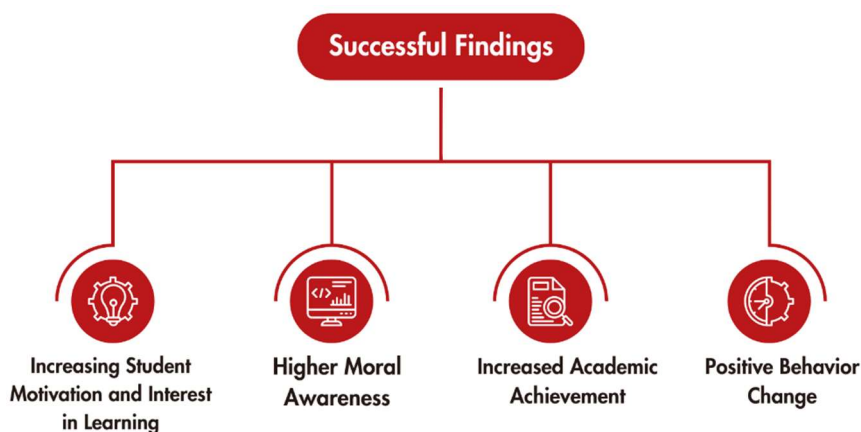 Successful Findings
Increasing Student
Motivation and Interest
in Learning
Higher Moral
Awareness
Increased Academic
Achievement
Positive Behavior
Change